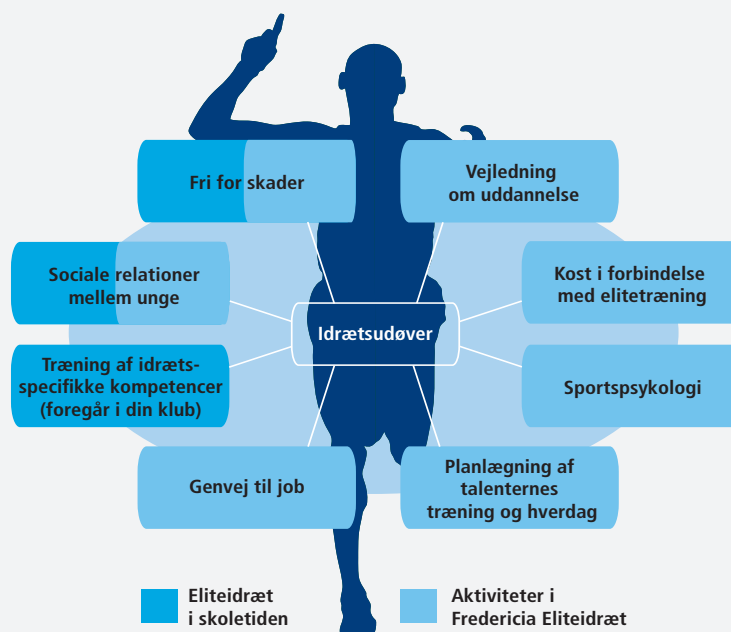 Fri for skader
Vejledning
om uddannelse
Sociale relationer
mellem unge
Kost i forbindelse
med elitetræning
Idrætsudøver
Træning af idræts-
specifikke kompetencer
(foregår i din klub)
Sportspsykologi
Genvej til job
Planlægning af
talenternes
træning og hverdag
Eliteidræt
i skoletiden
Aktiviteter i
Fredericia Eliteidræt